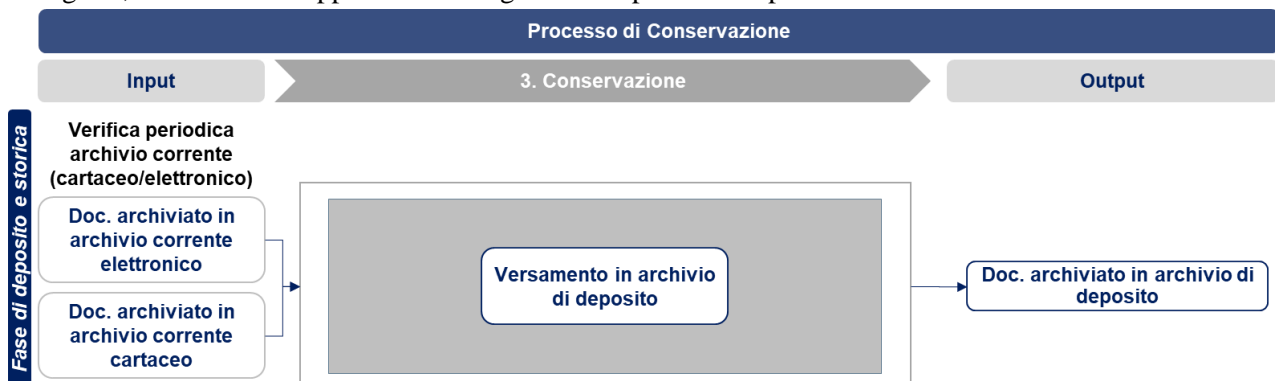 Processo di Conservazione
Input
3. Conservazione
Output
Fase di deposito e storica
Verifica periodica
archivio corrente
(cartaceo/elettronico)
Doc. archiviato in
archivio corrente
elettronico
Doc. archiviato in
archivio corrente
cartaceo
Versamento in archivio
di deposito
Doc. archiviato in archivio di
deposito